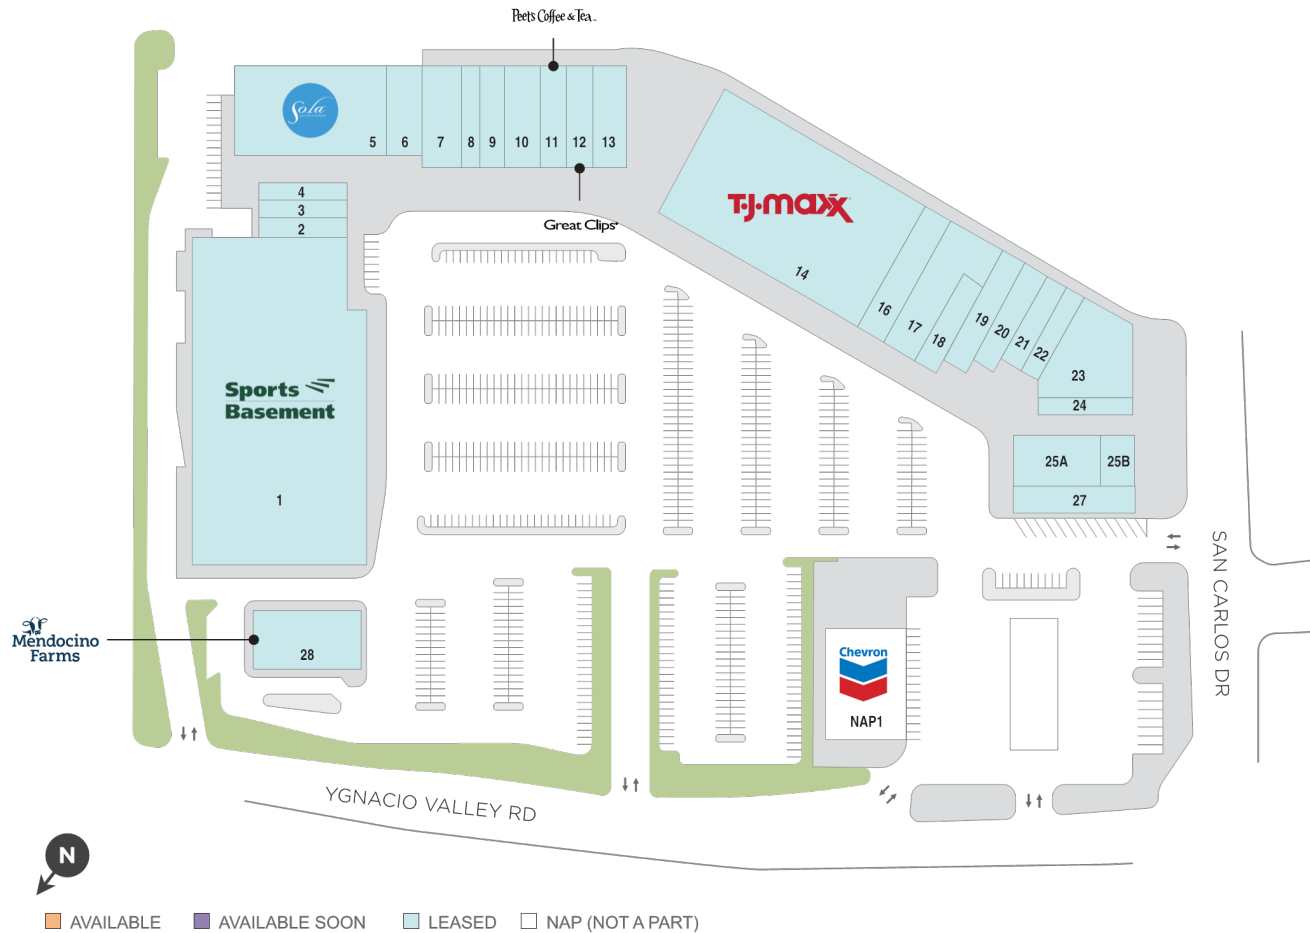 Peet's Coffee & Tea
Sola
5
6
7
8
9
10
11
12
13
4
3
2
Great Clips
T.J.maxx
14
16
17
18
19
20
21
22
23
24
Sports
Basement
1
25A
25B
27
SAN CARLOS DR
Mendocino
Farms
28
Chevron
NAP1
YGNACIO VALLEY RD
N
AVAILABLE
AVAILABLE SOON
LEASED
NAP (NOT A PART)